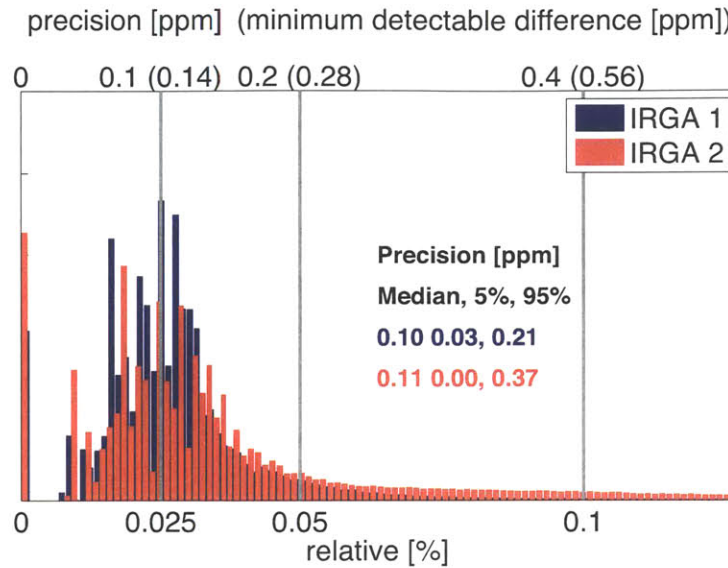 precision [ppm]  (minimum detectable difference [ppm])
0 0.1 (0.14) 0.2 (0.28) 0.4 (0.56)
IRGA 1
IRGA 2
Precision [ppm]
Median, 5%, 95%
0.10 0.03, 0.21
0.11 0.00, 0.37
0 0.025 0.05 0.1
relative [%]